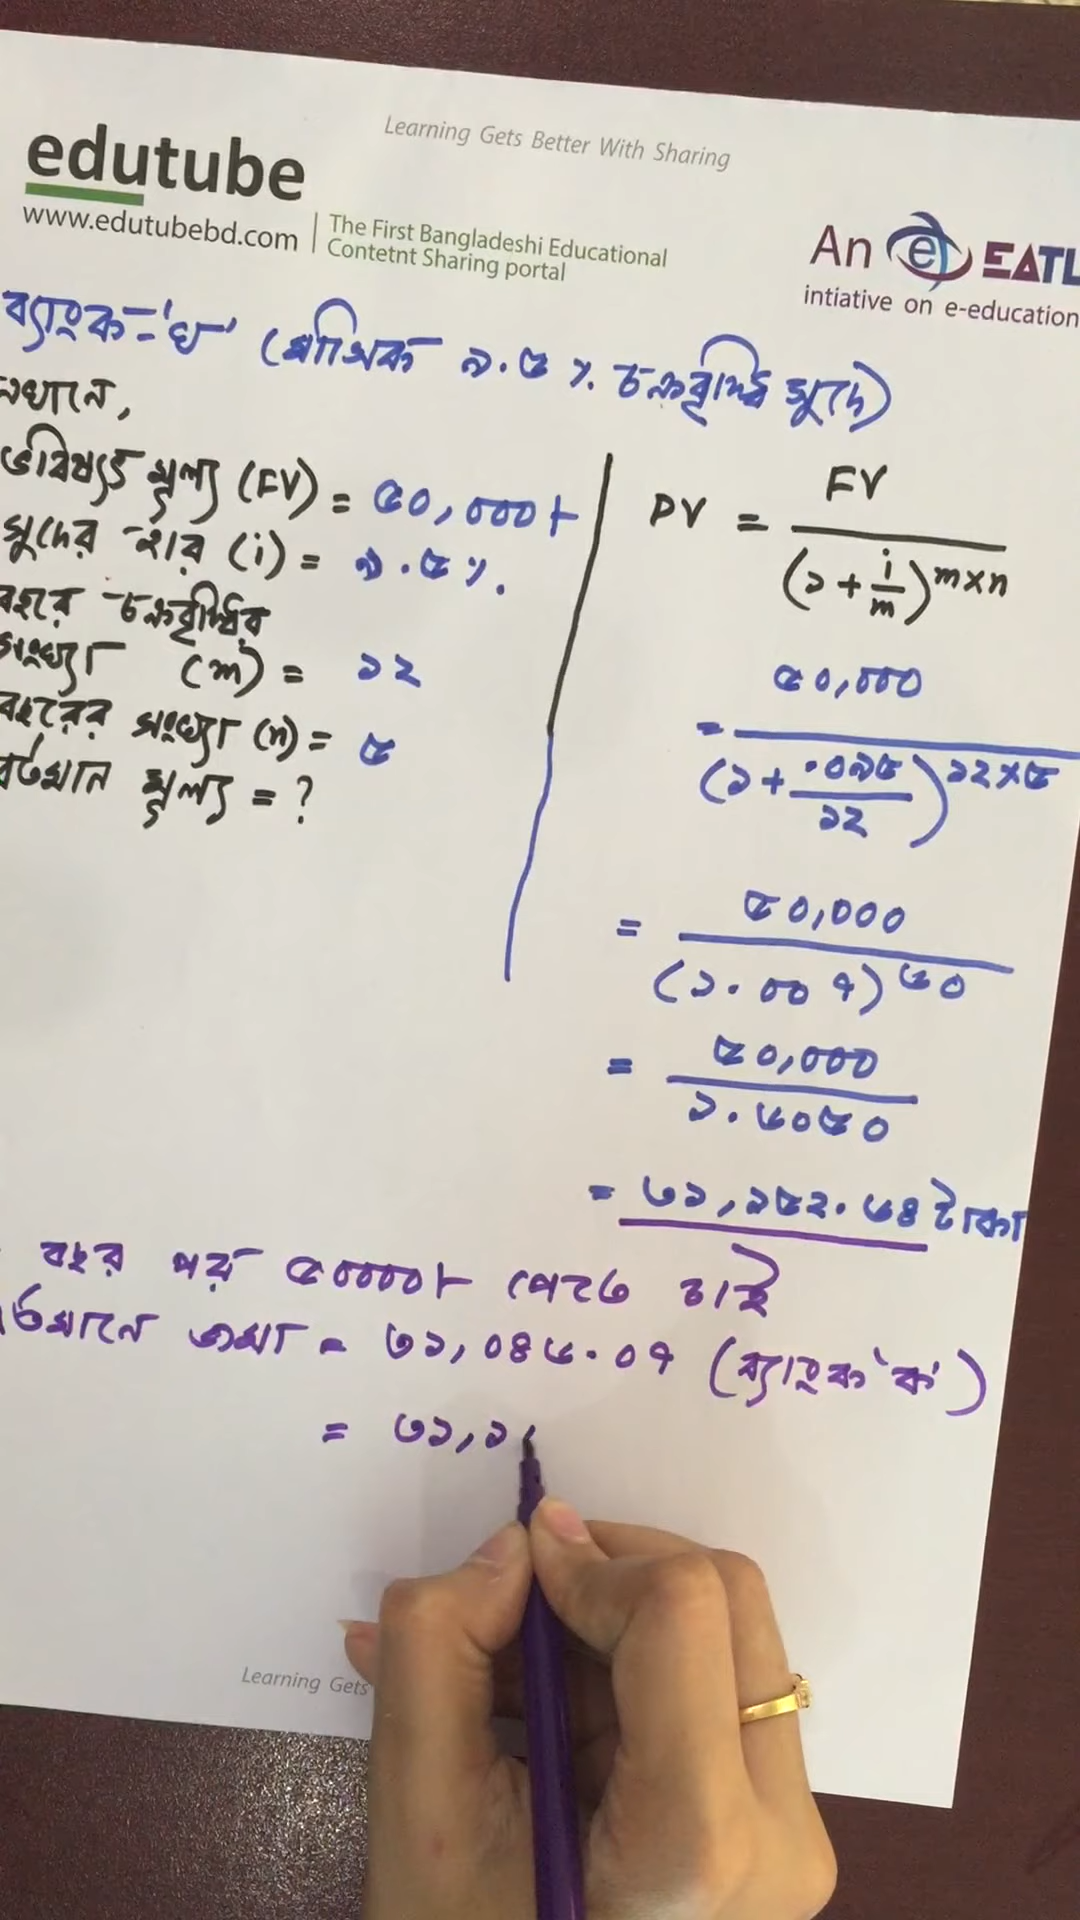 Learning Gets Better With Sharing
edutube
www.edutubebd.com
The First Bangladeshi Educational
Contetnt Sharing portal
An e EATL
intiative on e-education
ব্যাংক-'খ' (মাসিক ৯.৫% চক্রবৃদ্ধি সুদে)
এখানে,
ভবিষ্যৎ মূল্য (FV) = ৫০,০০০৳
সুদের হার (i) = ৯.৫%.
বছরে চক্রবৃদ্ধির
সংখ্যা (m) = ১২
বছরের সংখ্যা (n) = ৫
বর্তমান মূল্য = ?
PV = FV
(১ + i/m)^m×n
= ৫০,০০০
(১ + .০৯৫/১২)^১২×৫
= ৫০,০০০
(১.০০৭)^৬০
= ৫০,০০০
১.৬০৫০
= ৩১,১৫২.৬৪ টাকা
বছর পর ৫০০০০৳ পেতে চাই
র্তমানে জমা = ৩১,০৪৬.০৭ (ব্যাংক 'ক')
= ৩১,১
Learning Gets